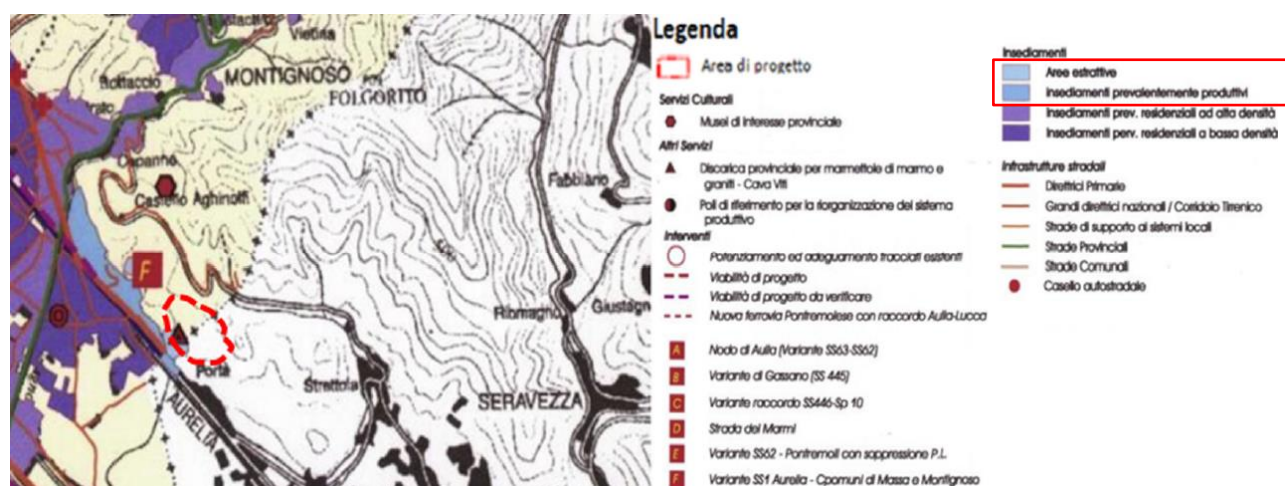 Vietina
MONTIGNOSO
FOLGORITO
Capanne
Castello Aghinolfi
Fabbiano
F
Ripa
Porta
Strettoia
AURELIA
SERAVEZZA
Legenda
Area di progetto
Servizi Culturali
Musei di Interesse provinciale
Altri Servizi
Discarica provinciale per marmettole di marmo e
graniti - Cava Viti
Poli di riferimento per la riorganizazione del sistema
produttivo
Interventi
Potenziamento ed adeguamento tracciati esistenti
Viabilità di progetto
Viabilità di progetto da verificare
Nuova ferrovia Pontremolese con raccordo Aulla-Lucca
A Nodo di Aulla (Variante SS63-SS62)
B Variante di Gassano (SS 445)
C Variante raccordo SS446-Sp 10
D Strada dei Marmi
E Variante SS62 - Pontremoli con soppressione P.L.
F Variante SS1 Aurelia - Cpomuni di Massa e Montignoso
Insediamenti
Aree estrattive
Insediamenti prevalentemente produttivi
Insediamenti prev. residenziali ad alta densità
Insediamenti perv. residenziali a bassa densità
Infrastrutture stradali
Direttrici Primarie
Grandi direttrici nazionali / Corridoio Tirrenico
Strade di supporto ai sistemi locali
Strade Provinciali
Strade Comunali
Casello autostradale